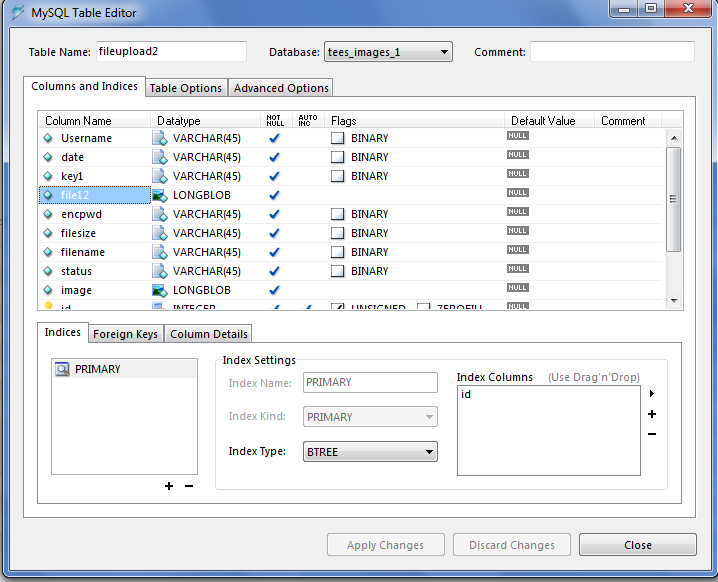 MySQL Table Editor
Table Name: fileupload2 Database: tees_images_1 Comment:
Columns and Indices Table Options Advanced Options
Column Name Datatype NOT NULL AUTO INC Flags Default Value Comment
Username VARCHAR(45) BINARY NULL
date VARCHAR(45) BINARY NULL
key1 VARCHAR(45) BINARY NULL
file12 LONGBLOB NULL
encpwd VARCHAR(45) BINARY NULL
filesize VARCHAR(45) BINARY NULL
filename VARCHAR(45) BINARY NULL
status VARCHAR(45) BINARY NULL
image LONGBLOB NULL
id INTEGER UNSIGNED ZEROFILL NULL
Indices Foreign Keys Column Details
PRIMARY
Index Settings
Index Name: PRIMARY
Index Kind: PRIMARY
Index Type: BTREE
Index Columns (Use Drag'n'Drop)
id
Apply Changes Discard Changes Close